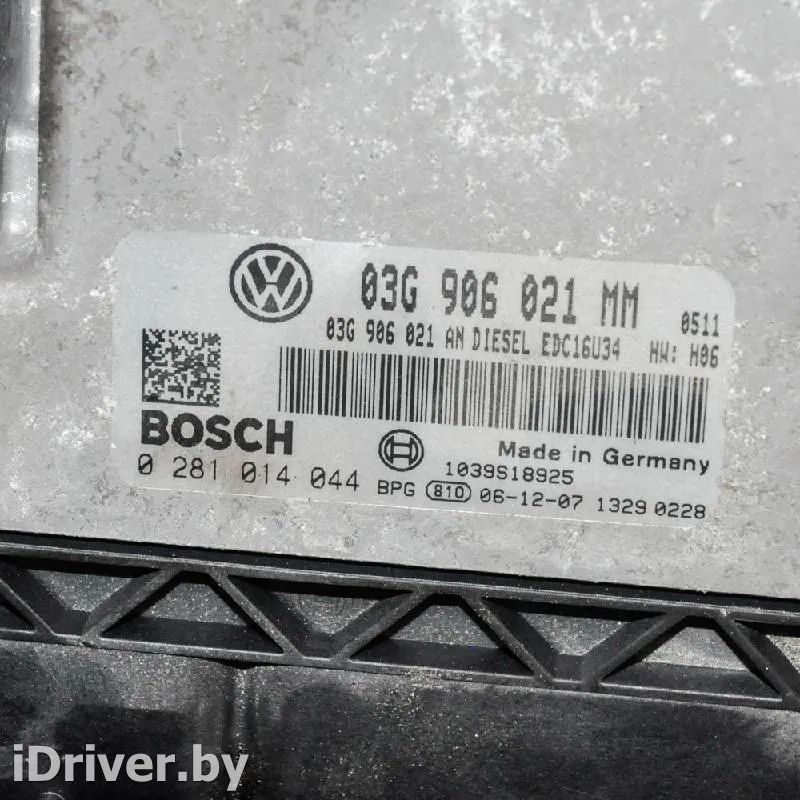 03G 906 021 MM 0511
03G 906 021 AN DIESEL EDC16U34 HW: H06
BOSCH
Made in Germany
1039S18925
0 281 014 044
BPG 810 06-12-07 1329 0228
iDriver.by